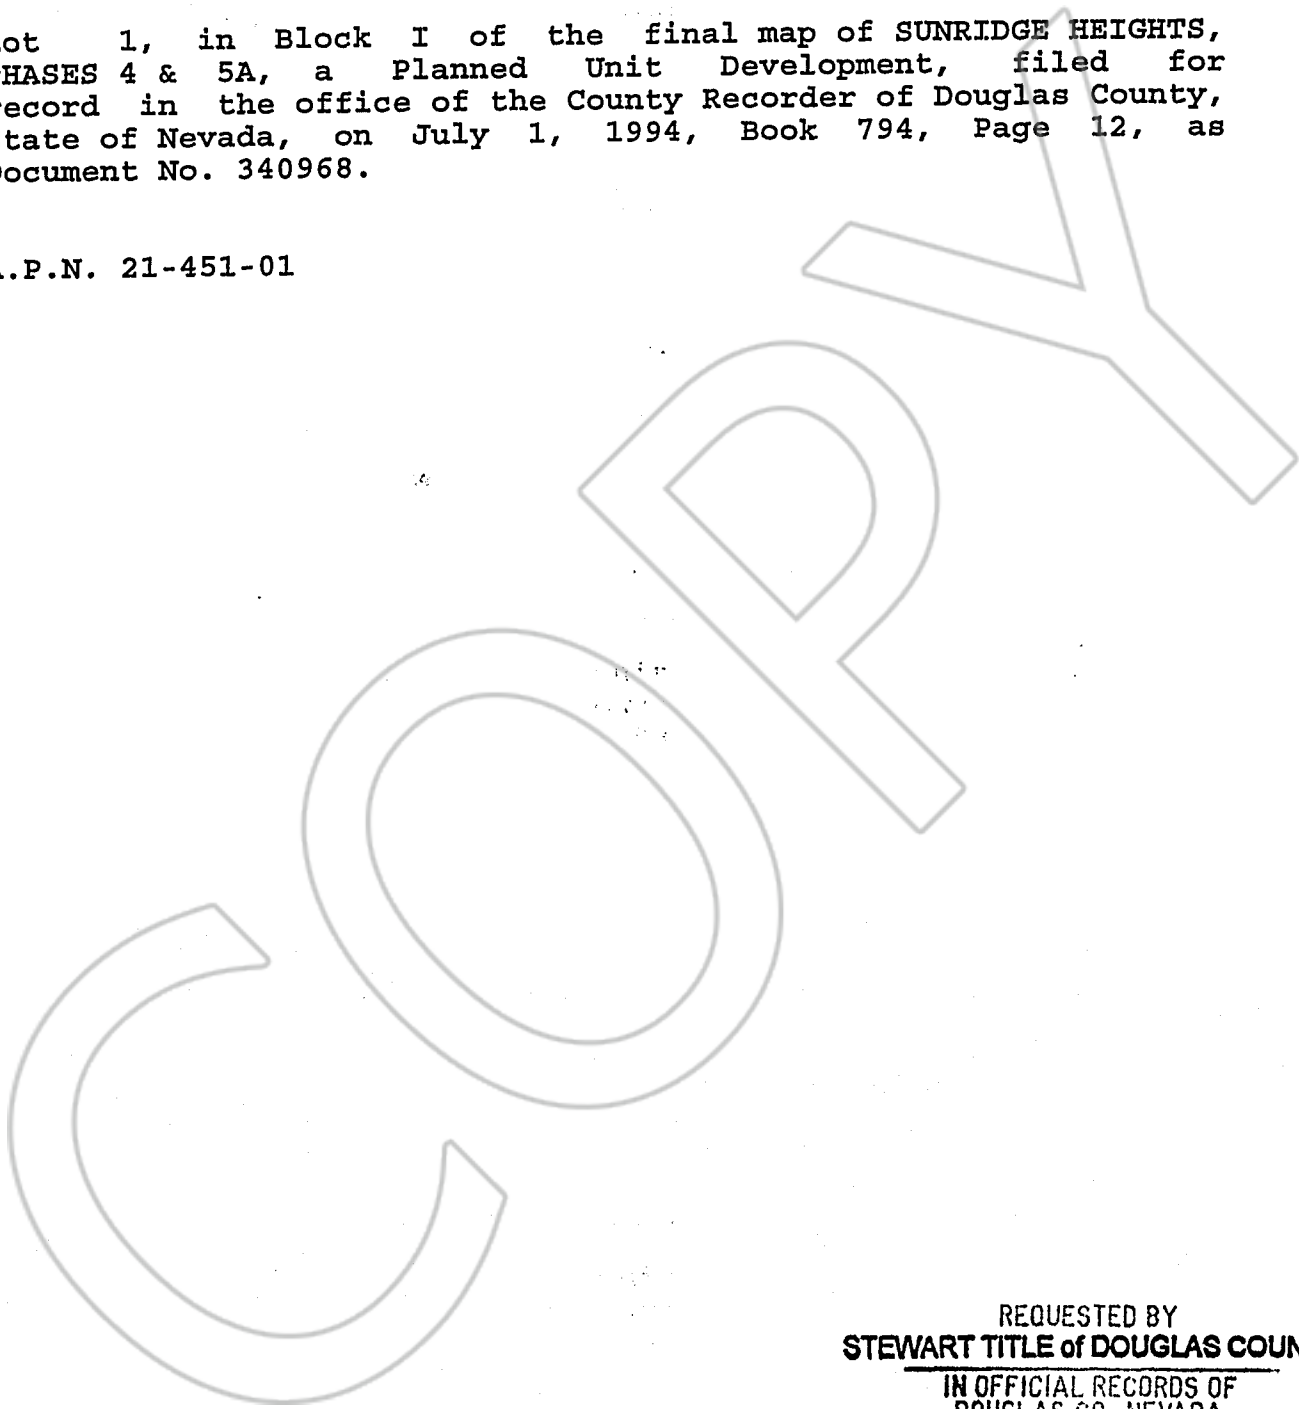 ot 1, in Block I of the final map of SUNRIDGE HEIGHTS,
HASES 4 & 5A, a Planned Unit Development, filed for
ecord in the office of the County Recorder of Douglas County,
tate of Nevada, on July 1, 1994, Book 794, Page 12, as
ocument No. 340968.
.P.N. 21-451-01
COPY
REQUESTED BY
STEWART TITLE of DOUGLAS COUN
IN OFFICIAL RECORDS OF
DOUGLAS CO., NEVADA